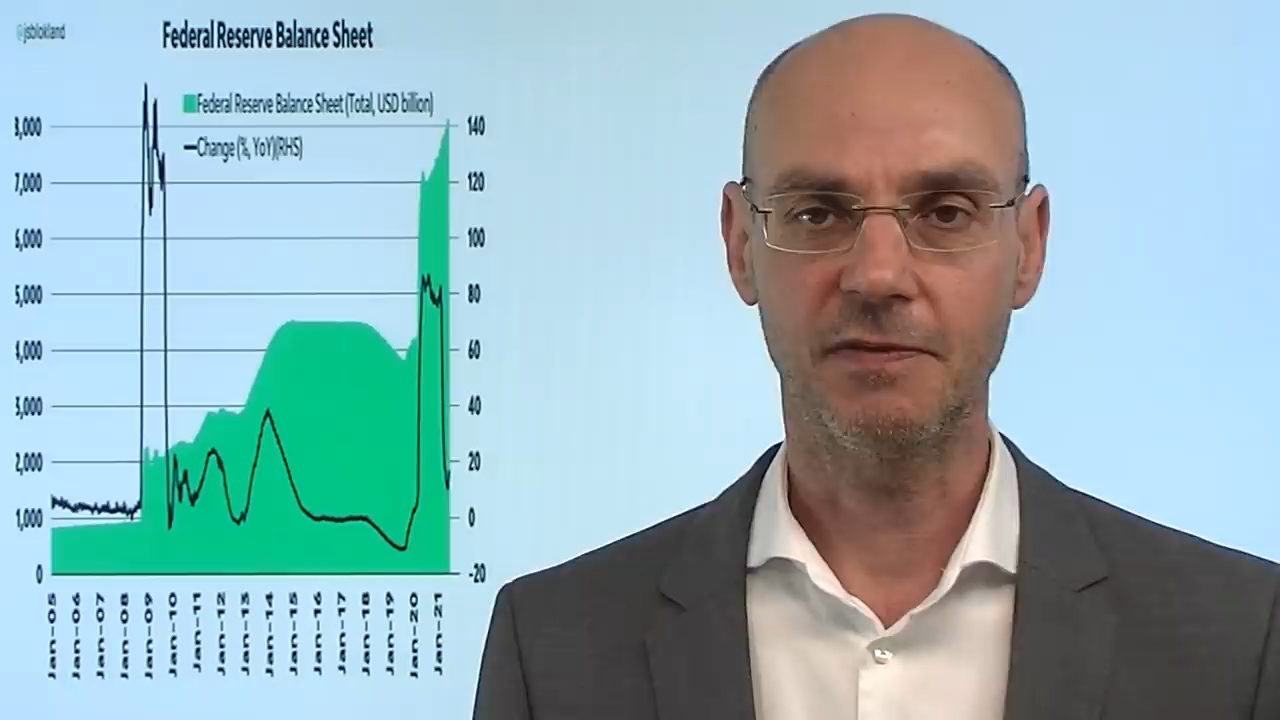 @jsblokland
Federal Reserve Balance Sheet
Federal Reserve Balance Sheet (Total, USD billion)
Change (%, YoY)(RHS)
8,000
7,000
6,000
5,000
4,000
3,000
2,000
1,000
0
140
120
100
80
60
40
20
0
-20
Jan-05
Jan-06
Jan-07
Jan-08
Jan-09
Jan-10
Jan-11
Jan-12
Jan-13
Jan-14
Jan-15
Jan-16
Jan-17
Jan-18
Jan-19
Jan-20
Jan-21